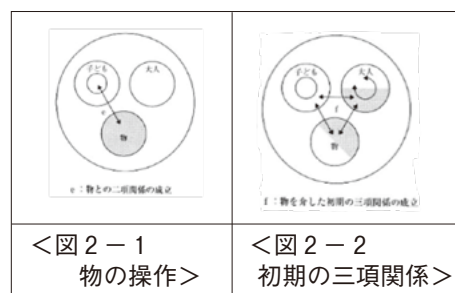 子ども
大人
e
物
e：物との二項関係の成立
子ども
大人
f
物
f：物を介した初期の三項関係の成立
＜図２－１
物の操作＞
＜図２－２
初期の三項関係＞